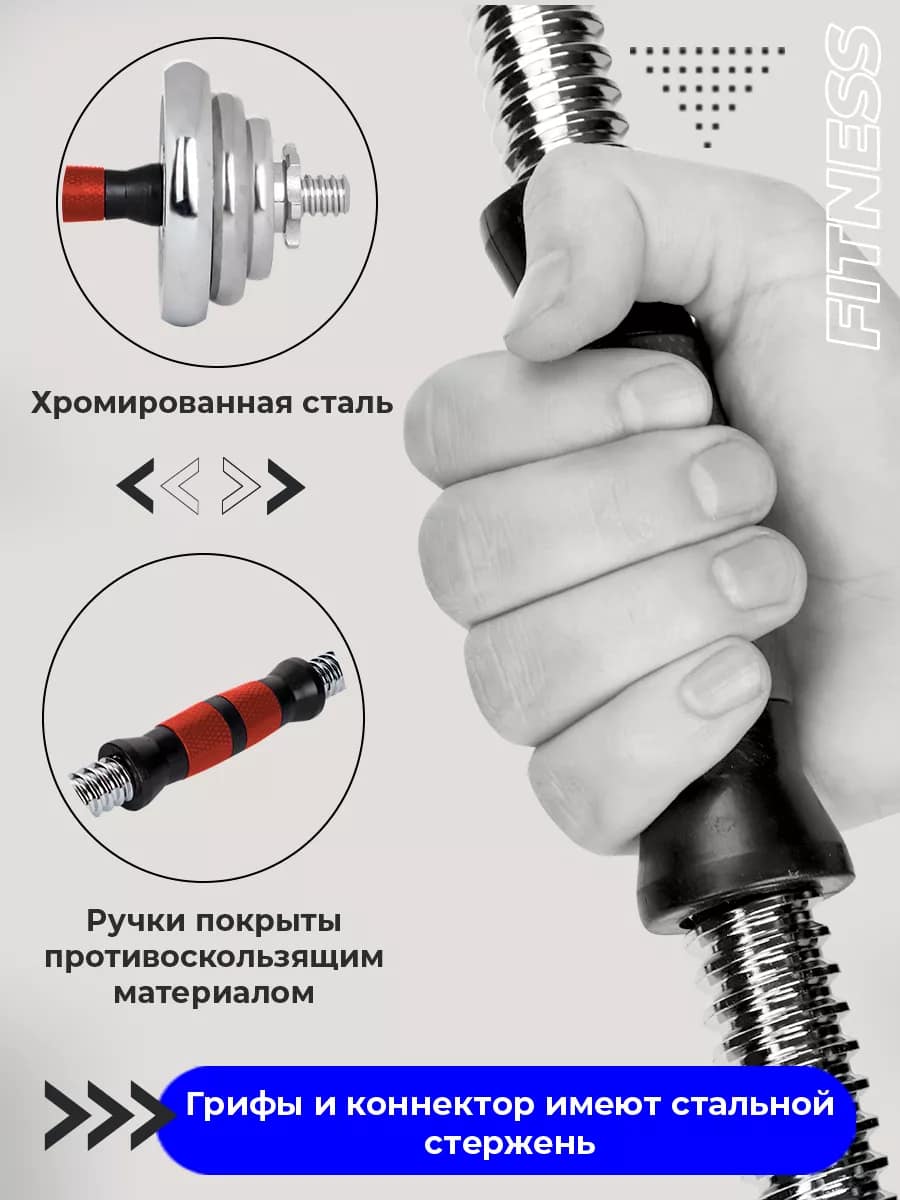 FITNESS
Хромированная сталь
Ручки покрыты
противоскользящим
материалом
Грифы и коннектор имеют стальной
стержень